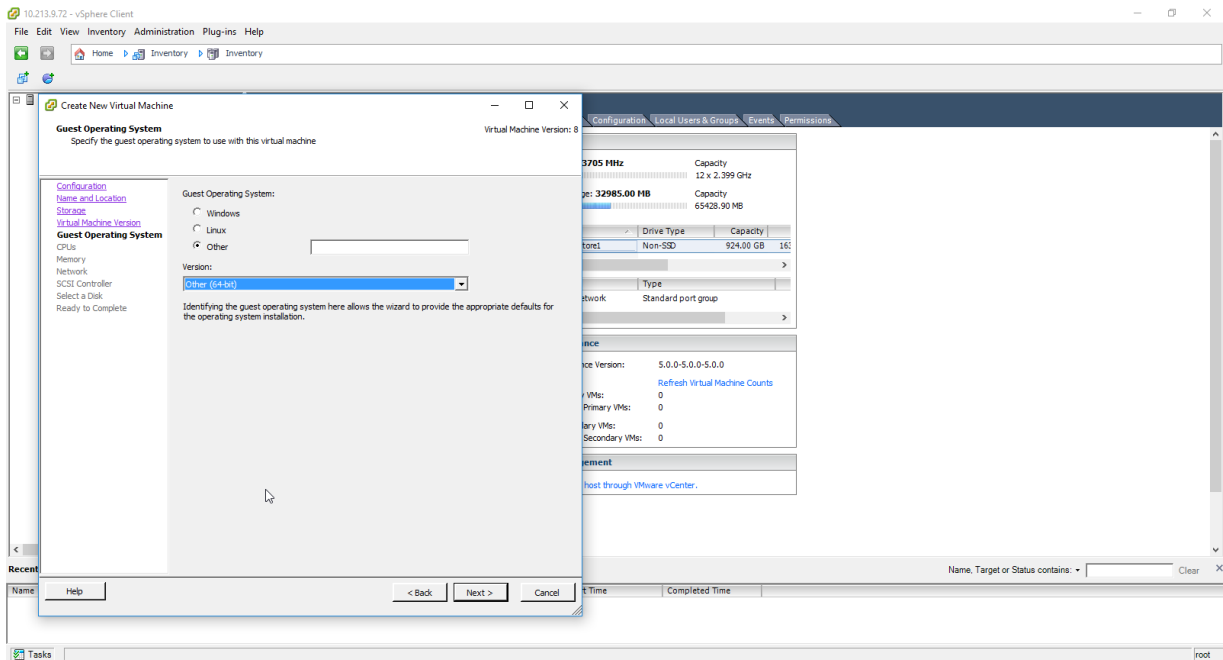 10.213.9.72 - vSphere Client
File Edit View Inventory Administration Plug-ins Help
Home Inventory Inventory
Create New Virtual Machine
Guest Operating System
Specify the guest operating system to use with this virtual machine
Virtual Machine Version: 8
Configuration
Name and Location
Storage
Virtual Machine Version
Guest Operating System
CPUs
Memory
Network
SCSI Controller
Select a Disk
Ready to Complete
Guest Operating System:
Windows
Linux
Other
Version:
Other (64-bit)
Identifying the guest operating system here allows the wizard to provide the appropriate defaults for
the operating system installation.
Help
< Back Next > Cancel
Configuration Local Users & Groups Events Permissions
3705 MHz Capacity
12 x 2.399 GHz
ge: 32985.00 MB Capacity
65428.90 MB
Drive Type Capacity
tore1 Non-SSD 924.00 GB 163
Type
etwork Standard port group
ance
nce Version: 5.0.0-5.0.0-5.0.0
Refresh Virtual Machine Counts
y VMs: 0
Primary VMs: 0
dary VMs: 0
Secondary VMs: 0
gement
host through VMware vCenter.
Recent
Name, Target or Status contains: Clear
Name
t Time Completed Time
Tasks
root